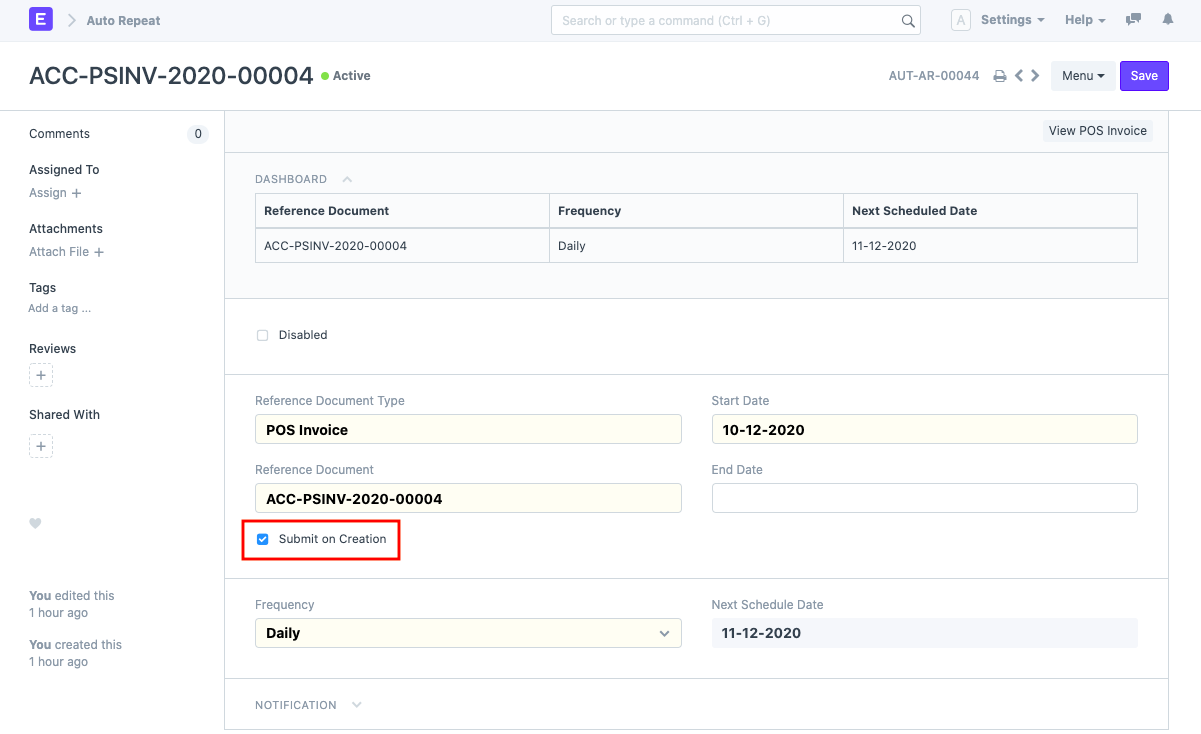 E
Auto Repeat
Search or type a command (Ctrl + G)
A
Settings
Help
ACC-PSINV-2020-00004
Active
AUT-AR-00044
Menu
Save
Comments
0
Assigned To
Assign +
Attachments
Attach File +
Tags
Add a tag ...
Reviews
+
Shared With
+
You edited this
1 hour ago
You created this
1 hour ago
View POS Invoice
DASHBOARD
Reference Document Frequency Next Scheduled Date
ACC-PSINV-2020-00004 Daily 11-12-2020
Disabled
Reference Document Type
POS Invoice
Start Date
10-12-2020
Reference Document
ACC-PSINV-2020-00004
End Date
Submit on Creation
Frequency
Daily
Next Schedule Date
11-12-2020
NOTIFICATION